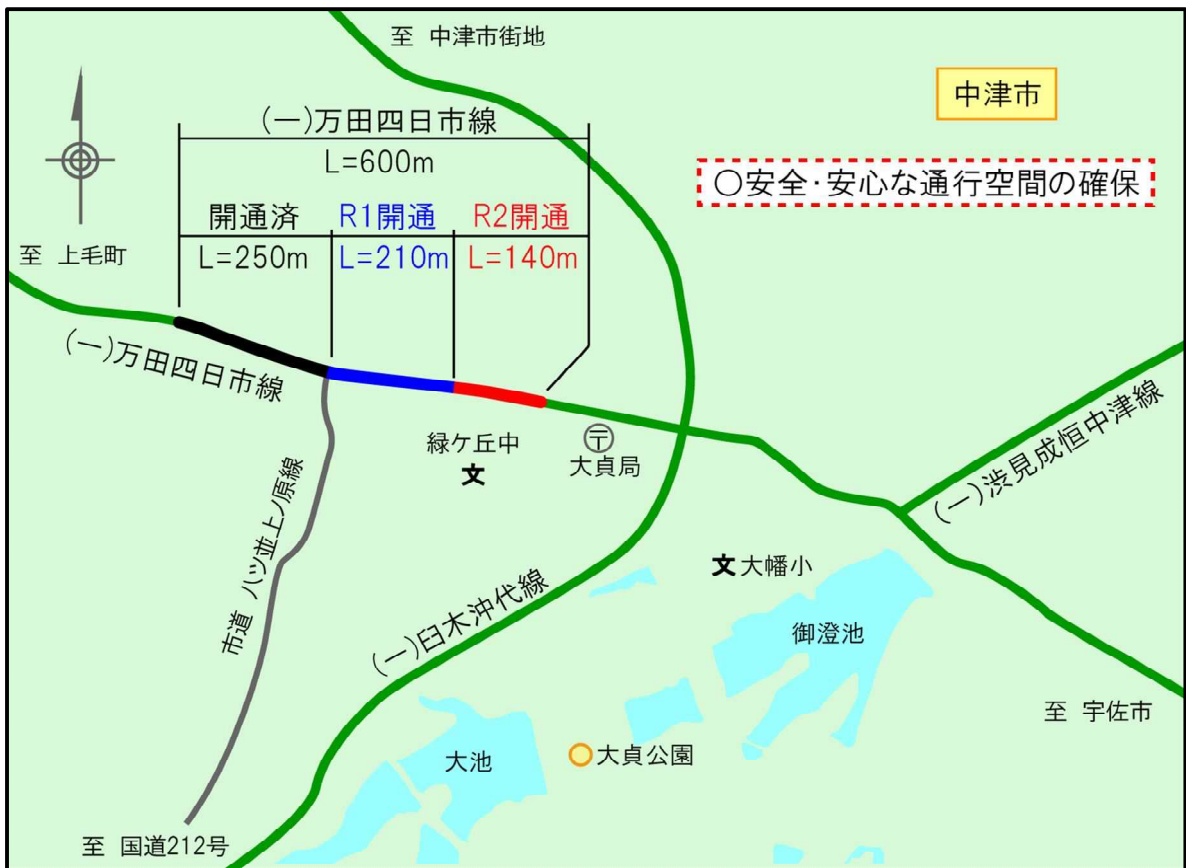 至 中津市街地
中津市
(一)万田四日市線
L=600m
○安全・安心な通行空間の確保
開通済
R1開通
R2開通
L=250m
L=210m
L=140m
至 上毛町
(一)万田四日市線
(一)渋見成恒中津線
緑ケ丘中
文
〒
大貞局
市道 八ツ並上ノ原線
文大幡小
(一)臼木沖代線
御澄池
至 宇佐市
大池
大貞公園
至 国道212号